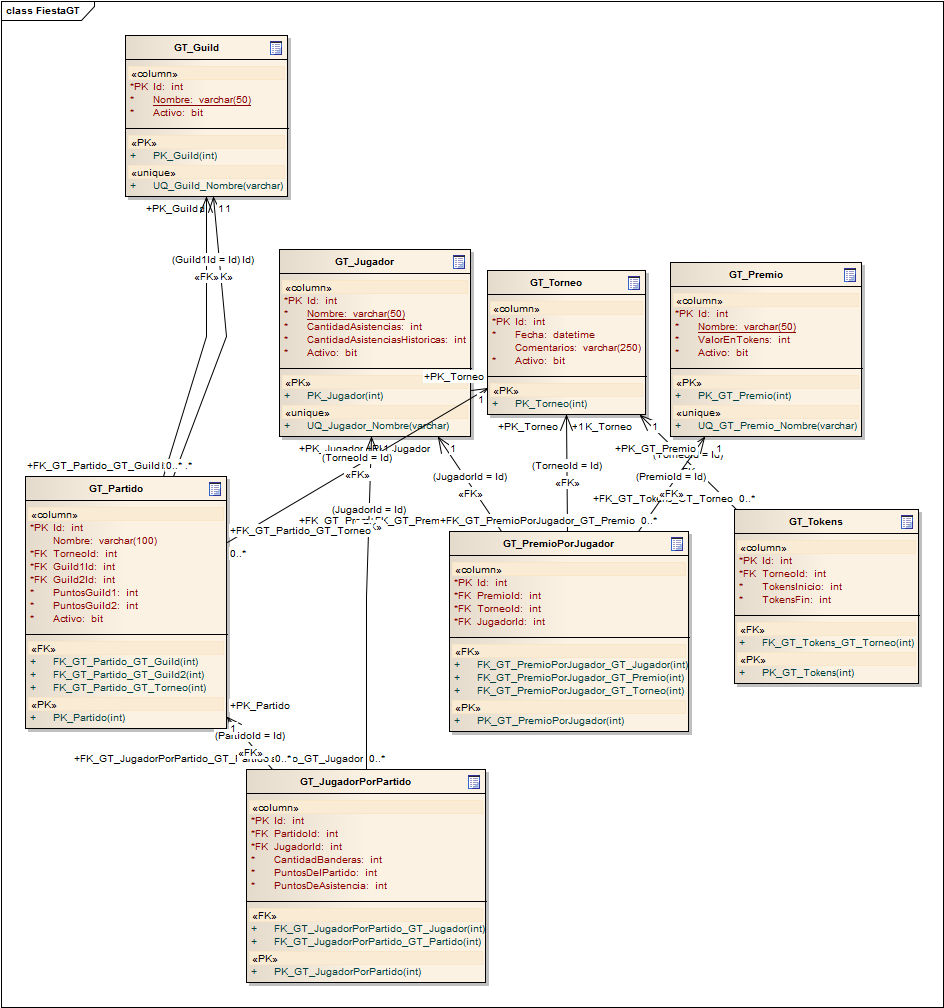 class FiestaGT
GT_Guild
«column»
*PK Id: int
* Nombre: varchar(50)
* Activo: bit
«PK»
+ PK_Guild(int)
«unique»
+ UQ_Guild_Nombre(varchar)
+PK_Guild
1 1
(Guild1Id = Id)
«FK»
GT_Jugador
«column»
*PK Id: int
* Nombre: varchar(50)
* CantidadAsistencias: int
* CantidadAsistenciasHistoricas: int
* Activo: bit
«PK»
+ PK_Jugador(int)
«unique»
+ UQ_Jugador_Nombre(varchar)
GT_Torneo
«column»
*PK Id: int
* Fecha: datetime
Comentarios: varchar(250)
* Activo: bit
«PK»
+ PK_Torneo(int)
GT_Premio
«column»
*PK Id: int
* Nombre: varchar(50)
* ValorEnTokens: int
* Activo: bit
«PK»
+ PK_GT_Premio(int)
«unique»
+ UQ_GT_Premio_Nombre(varchar)
+PK_Torneo
1
+PK_Jugador
1
+PK_Torneo
+1
1
+PK_GT_Premio
1
(TorneoId = Id)
«FK»
(JugadorId = Id)
«FK»
(TorneoId = Id)
«FK»
(TorneoId = Id)
(PremioId = Id)
«FK»
+FK_GT_Tokens_GT_Torneo 0..*
+FK_GT_Partido_GT_Guild
0..*
(JugadorId = Id)
+FK_GT_PremioPorJugador_GT_Premio 0..*
+FK_GT_Partido_GT_Torneo
0..*
GT_Partido
«column»
*PK Id: int
Nombre: varchar(100)
*FK TorneoId: int
*FK Guild1Id: int
*FK Guild2Id: int
* PuntosGuild1: int
* PuntosGuild2: int
* Activo: bit
«FK»
+ FK_GT_Partido_GT_Guild(int)
+ FK_GT_Partido_GT_Guild2(int)
+ FK_GT_Partido_GT_Torneo(int)
«PK»
+ PK_Partido(int)
GT_PremioPorJugador
«column»
*PK Id: int
*FK PremioId: int
*FK TorneoId: int
*FK JugadorId: int
«FK»
+ FK_GT_PremioPorJugador_GT_Jugador(int)
+ FK_GT_PremioPorJugador_GT_Premio(int)
+ FK_GT_PremioPorJugador_GT_Torneo(int)
«PK»
+ PK_GT_PremioPorJugador(int)
GT_Tokens
«column»
*PK Id: int
*FK TorneoId: int
* TokensInicio: int
* TokensFin: int
«FK»
+ FK_GT_Tokens_GT_Torneo(int)
«PK»
+ PK_GT_Tokens(int)
+PK_Partido
1
(PartidoId = Id)
«FK»
0..*
0..*
GT_JugadorPorPartido
«column»
*PK Id: int
*FK PartidoId: int
*FK JugadorId: int
* CantidadBanderas: int
* PuntosDelPartido: int
* PuntosDeAsistencia: int
«FK»
+ FK_GT_JugadorPorPartido_GT_Jugador(int)
+ FK_GT_JugadorPorPartido_GT_Partido(int)
«PK»
+ PK_GT_JugadorPorPartido(int)